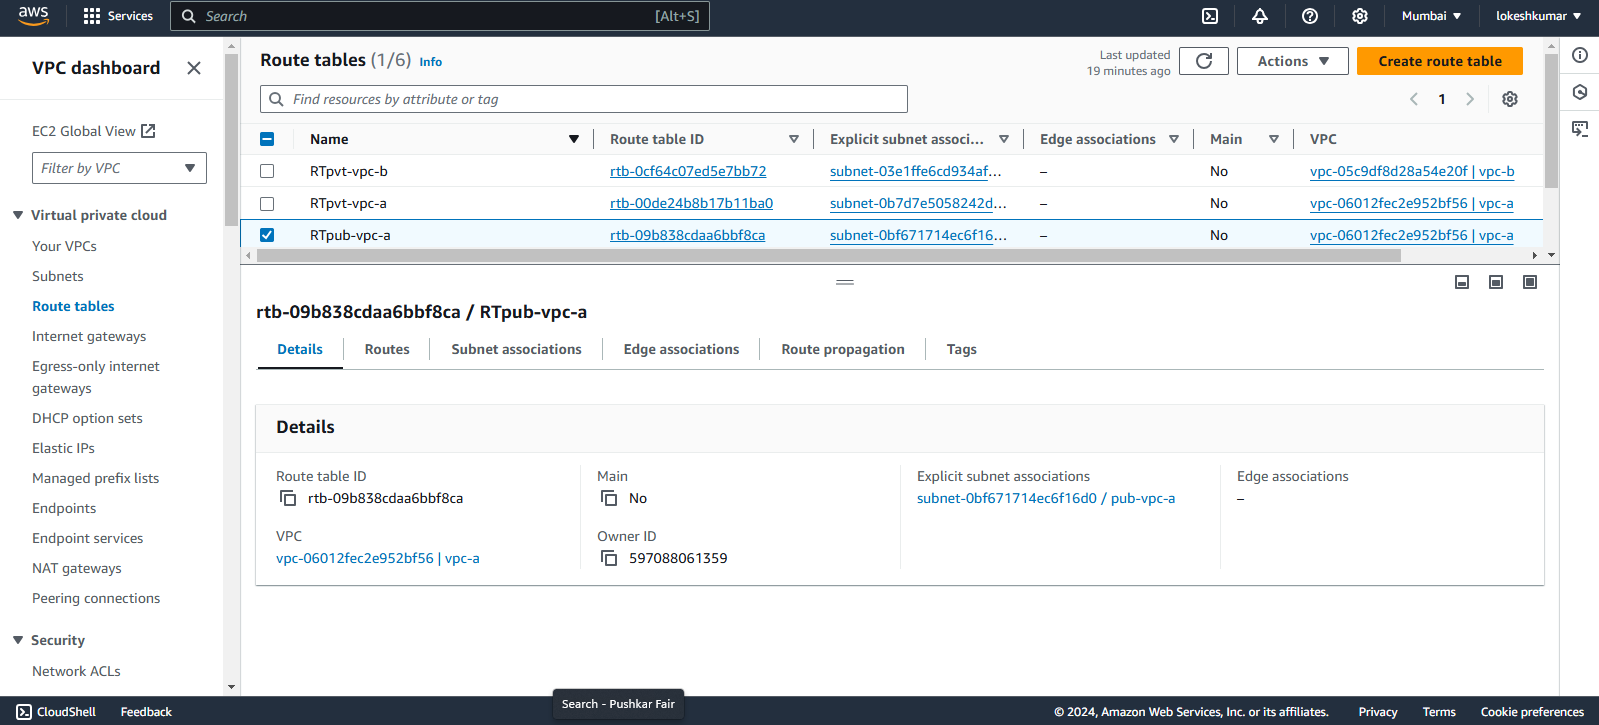 aws Services Search [Alt+S] Mumbai lokeshkumar
VPC dashboard
EC2 Global View
Filter by VPC
Virtual private cloud
Your VPCs
Subnets
Route tables
Internet gateways
Egress-only internet
gateways
DHCP option sets
Elastic IPs
Managed prefix lists
Endpoints
Endpoint services
NAT gateways
Peering connections
Security
Network ACLs
Route tables (1/6) Info
Last updated
19 minutes ago
Actions
Create route table
Find resources by attribute or tag
1
Name Route table ID Explicit subnet associ... Edge associations Main VPC
RTpvt-vpc-b rtb-0cf64c07ed5e7bb72 subnet-03e1ffe6cd934af... – No vpc-05c9df8d28a54e20f | vpc-b
RTpvt-vpc-a rtb-00de24b8b17b11ba0 subnet-0b7d7e5058242d... – No vpc-06012fec2e952bf56 | vpc-a
RTpub-vpc-a rtb-09b838cdaa6bbf8ca subnet-0bf671714ec6f16... – No vpc-06012fec2e952bf56 | vpc-a
rtb-09b838cdaa6bbf8ca / RTpub-vpc-a
Details Routes Subnet associations Edge associations Route propagation Tags
Details
Route table ID Main Explicit subnet associations Edge associations
rtb-09b838cdaa6bbf8ca No subnet-0bf671714ec6f16d0 / pub-vpc-a –
VPC Owner ID
vpc-06012fec2e952bf56 | vpc-a 597088061359
Search - Pushkar Fair
CloudShell Feedback © 2024, Amazon Web Services, Inc. or its affiliates. Privacy Terms Cookie preferences